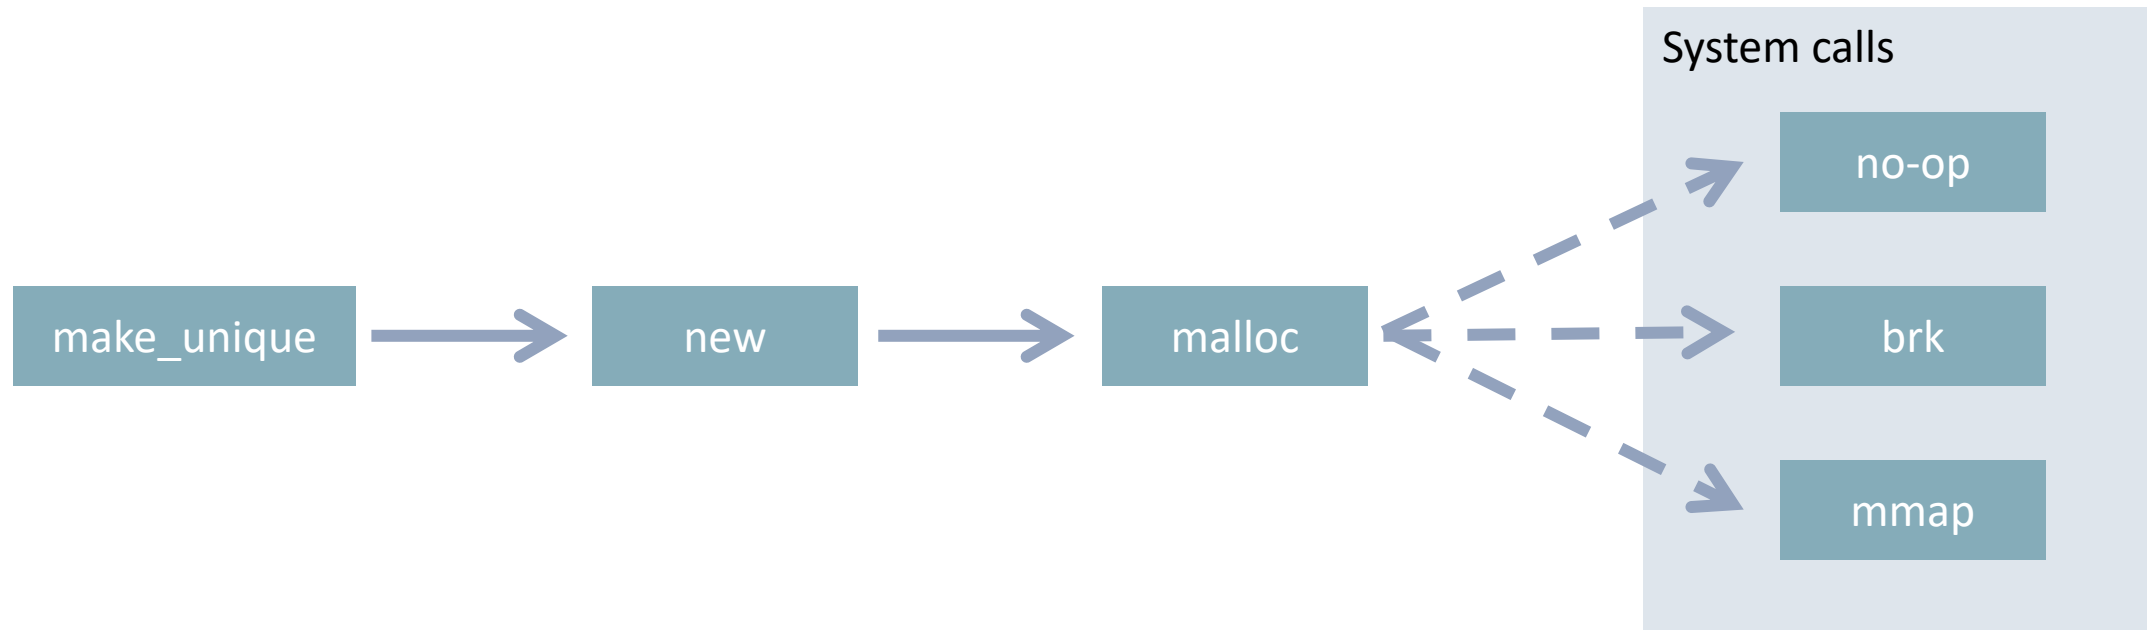 System calls
no-op
make_unique
new
malloc
brk
mmap